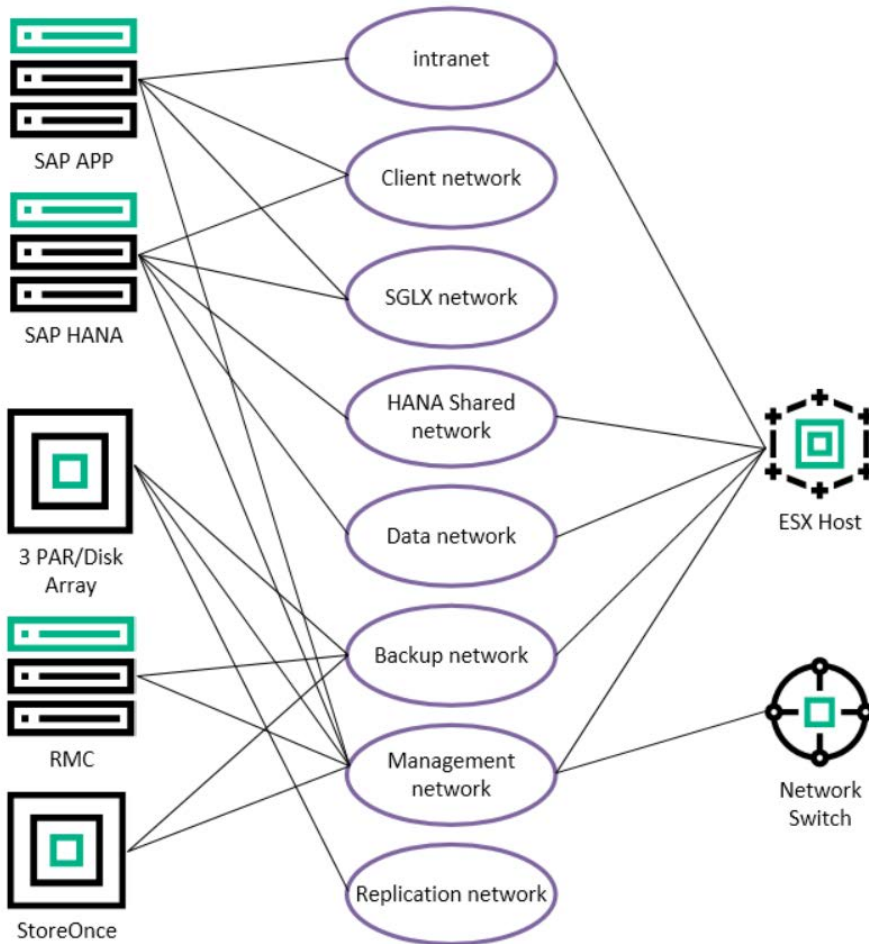 SAP APP
SAP HANA
3 PAR/Disk
Array
RMC
StoreOnce
intranet
Client network
SGLX network
HANA Shared
network
Data network
Backup network
Management
network
Replication network
ESX Host
Network
Switch